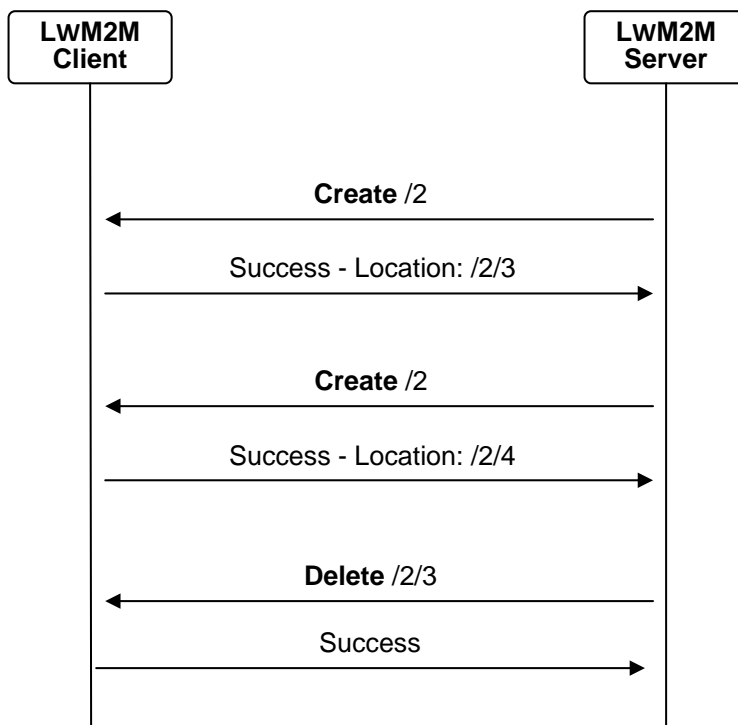 LwM2M
Client
LwM2M
Server
Create /2
Success - Location: /2/3
Create /2
Success - Location: /2/4
Delete /2/3
Success